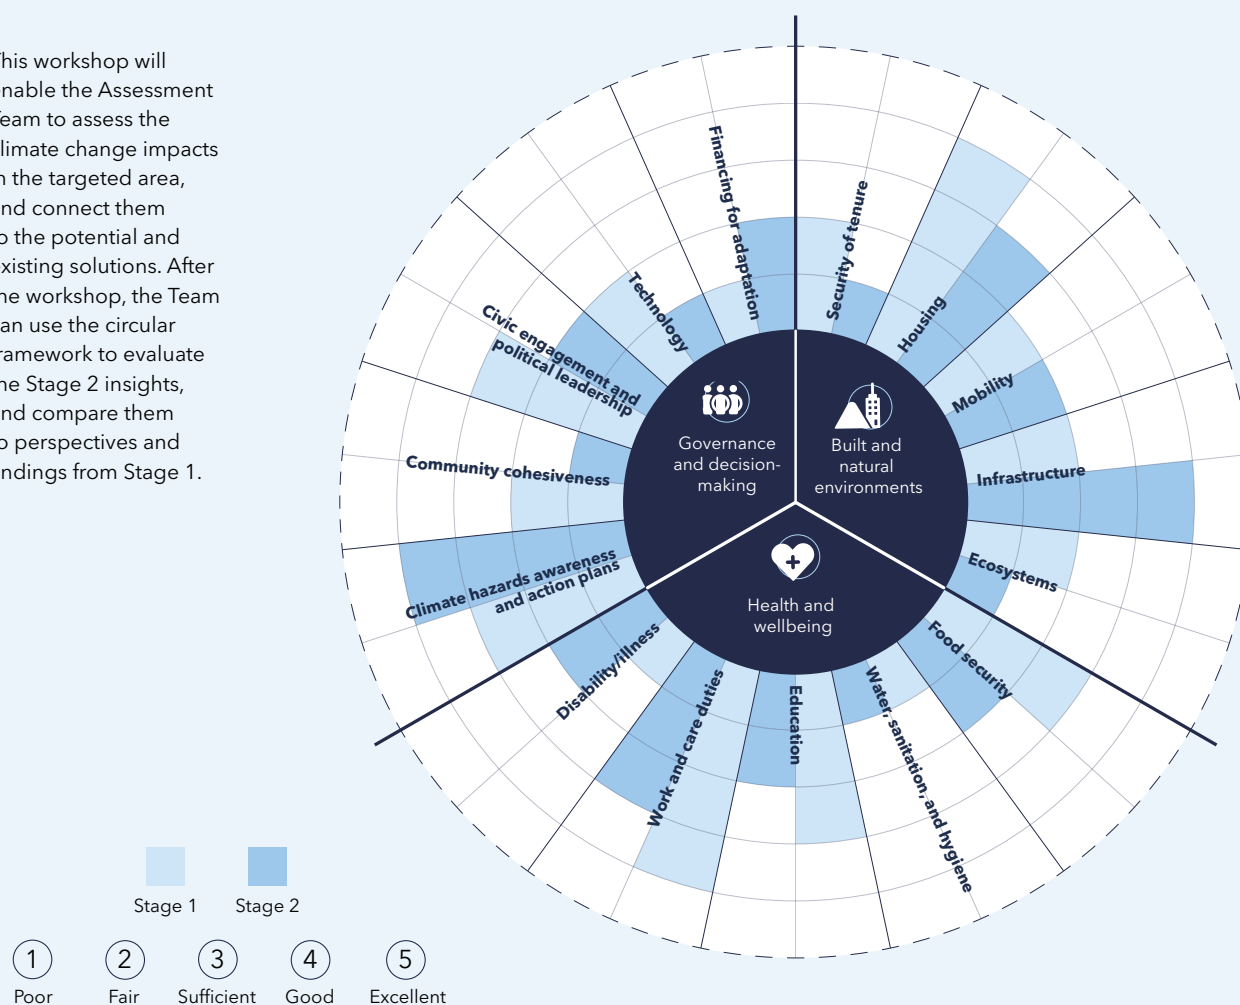 his workshop will
nable the Assessment
eam to assess the
limate change impacts
n the targeted area,
nd connect them
o the potential and
xisting solutions. After
he workshop, the Team
an use the circular
ramework to evaluate
he Stage 2 insights,
nd compare them
o perspectives and
ndings from Stage 1.
Financing for adaptation
Security of tenure
Technology
Housing
Civic engagement and
political leadership
Mobility
Community cohesiveness
Infrastructure
Climate hazards awareness
and action plans
Ecosystems
Disability/illness
Food security
Work and care duties
Education
Water, sanitation, and hygiene
Governance
and decision-
making
Built and
natural
environments
Health and
wellbeing
Stage 1
Stage 2
1
2
3
4
5
Poor
Fair
Sufficient
Good
Excellent